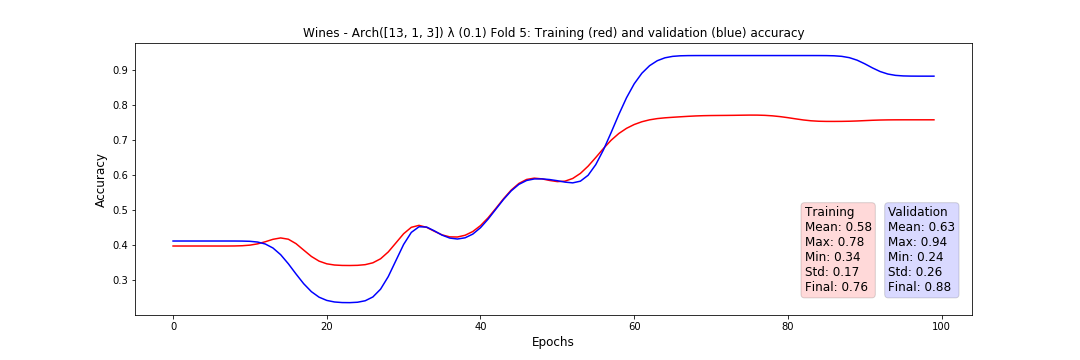 Wines - Arch([13, 1, 3]) λ (0.1) Fold 5: Training (red) and validation (blue) accuracy
Accuracy
0.9
0.8
0.7
0.6
0.5
0.4
0.3
Training
Mean: 0.58
Max: 0.78
Min: 0.34
Std: 0.17
Final: 0.76
Validation
Mean: 0.63
Max: 0.94
Min: 0.24
Std: 0.26
Final: 0.88
0 20 40 60 80 100
Epochs